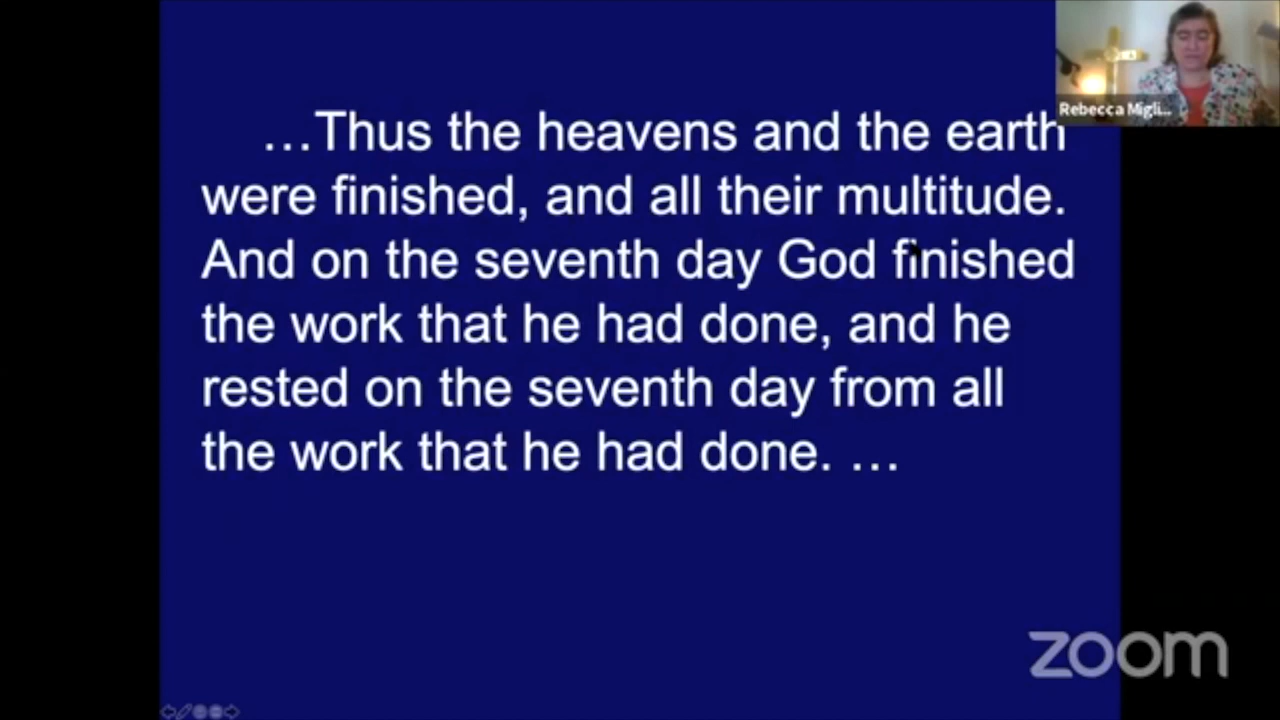 …Thus the heavens and the earth
were finished, and all their multitude.
And on the seventh day God finished
the work that he had done, and he
rested on the seventh day from all
the work that he had done. …
Rebecca Migli...
zoom